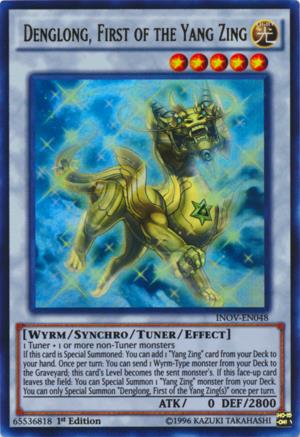 DENGLONG, FIRST OF THE YANG ZING
光
INOV-EN048
[WYRM/SYNCHRO/TUNER/EFFECT]
1 Tuner + 1 or more non-Tuner monsters
If this card is Special Summoned: You can add 1 "Yang Zing" card from your Deck to
your hand. Once per turn: You can send 1 Wyrm-Type monster from your Deck to
the Graveyard; this card's Level becomes the sent monster's. If this face-up card
leaves the field: You can Special Summon 1 "Yang Zing" monster from your Deck.
You can only Special Summon "Denglong, First of the Yang Zing(s)" once per turn.
ATK/ 0 DEF/2800
65536818 1st Edition ©1996 KAZUKI TAKAHASHI